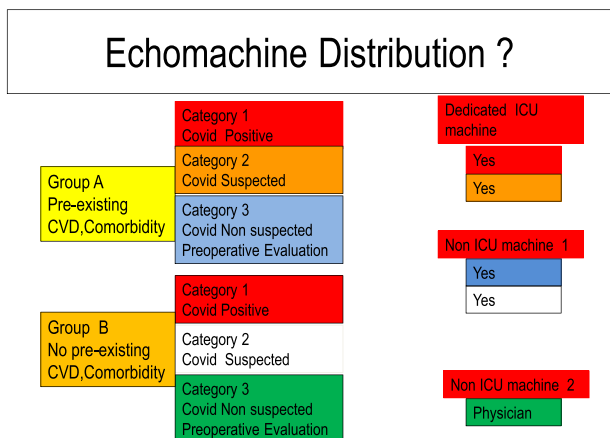 Echomachine Distribution ?
Category 1
Covid Positive
Category 2
Covid Suspected
Category 3
Covid Non suspected
Preoperative Evaluation
Group A
Pre-existing
CVD,Comorbidity
Category 1
Covid Positive
Category 2
Covid Suspected
Category 3
Covid Non suspected
Preoperative Evaluation
Group B
No pre-existing
CVD,Comorbidity
Dedicated ICU
machine
Yes
Yes
Non ICU machine 1
Yes
Yes
Non ICU machine 2
Physician